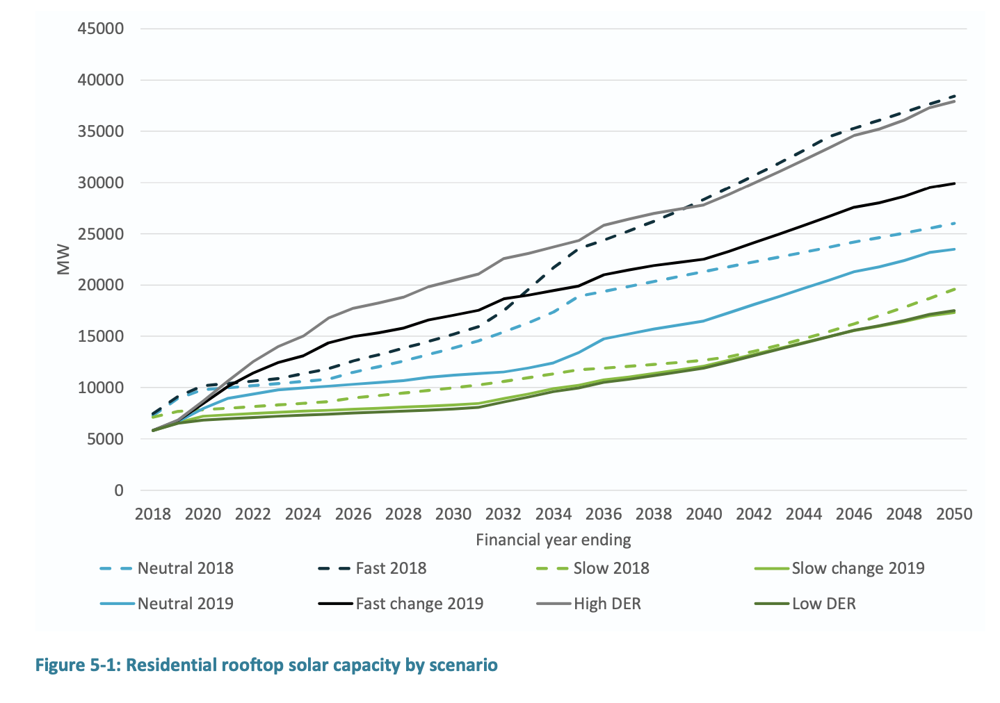 45000
40000
35000
30000
25000
20000
15000
10000
5000
0
MW
2018 2020 2022 2024 2026 2028 2030 2032 2034 2036 2038 2040 2042 2044 2046 2048 2050
Financial year ending
Neutral 2018 Fast 2018 Slow 2018 Slow change 2019
Neutral 2019 Fast change 2019 High DER Low DER
Figure 5-1: Residential rooftop solar capacity by scenario